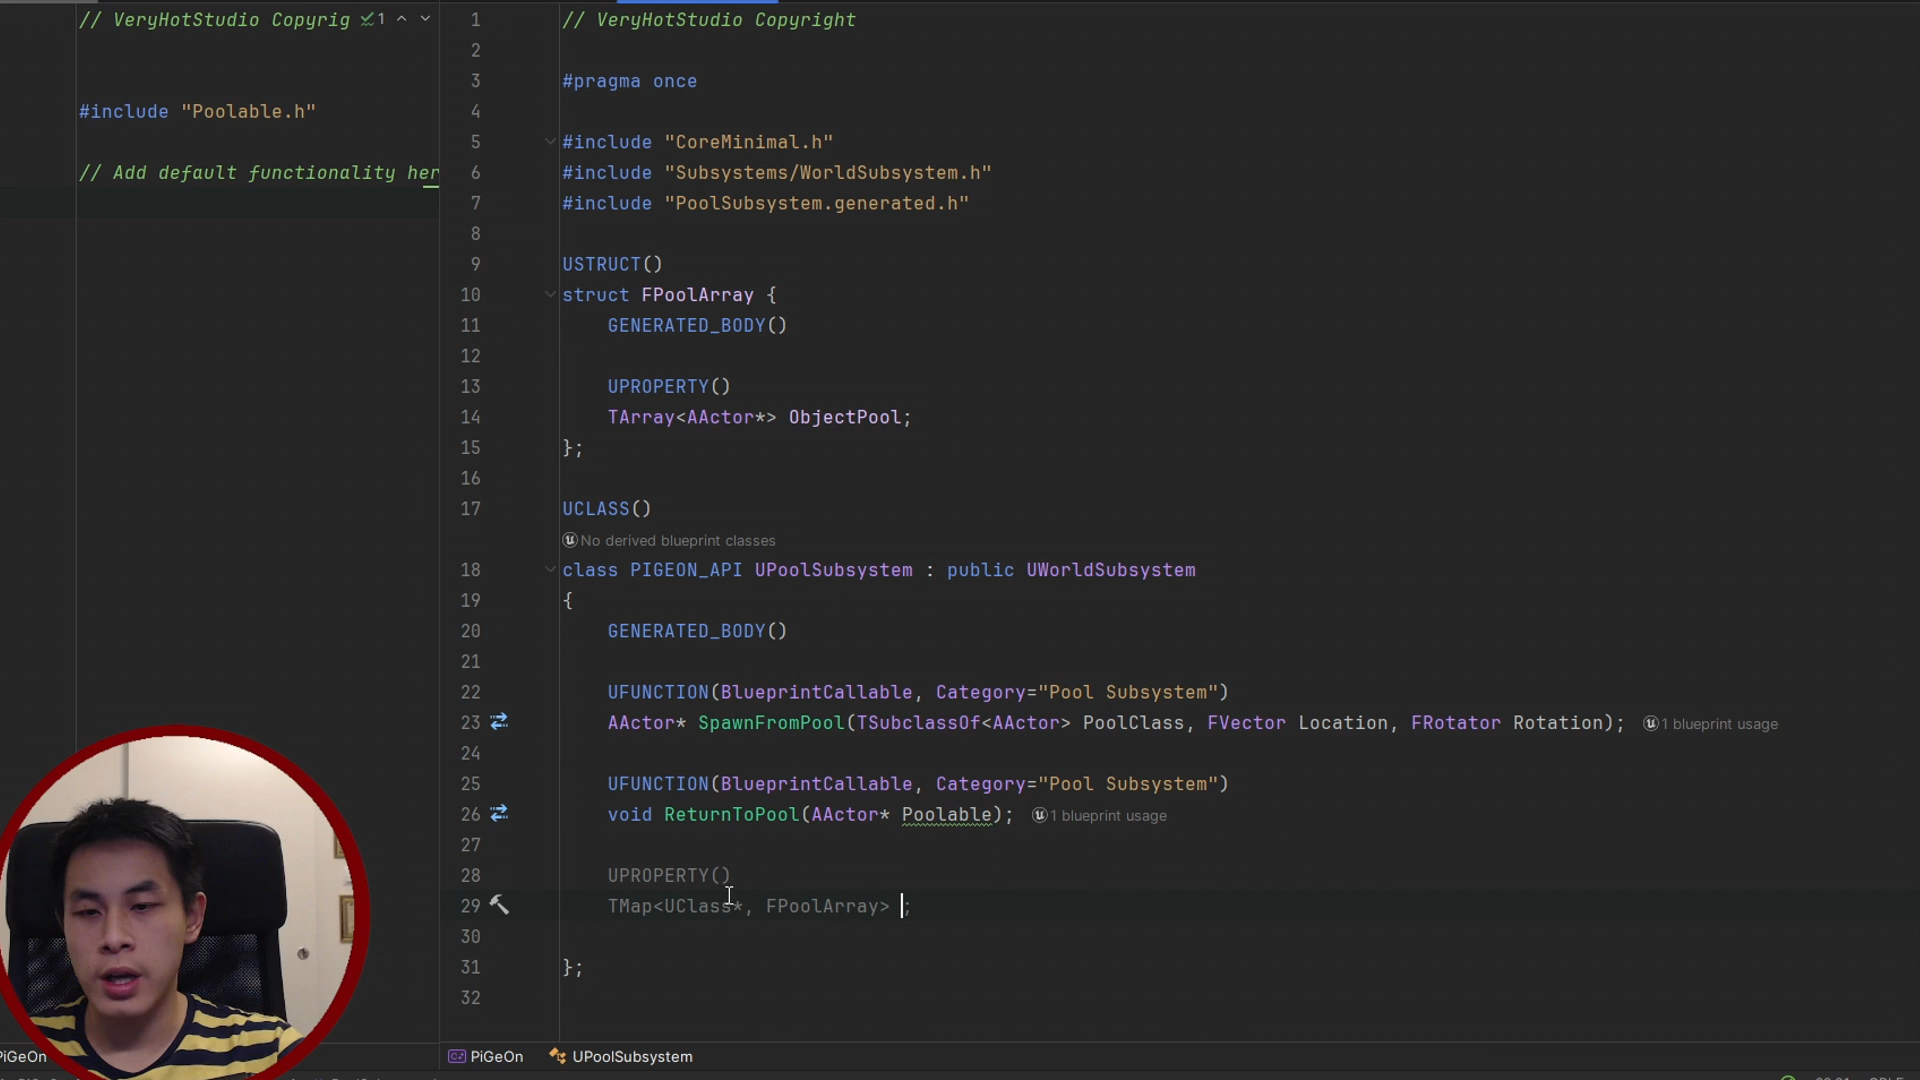 // VeryHotStudio Copyrig 1
#include "Poolable.h"
// Add default functionality her
1 // VeryHotStudio Copyright
2
3 #pragma once
4
5 #include "CoreMinimal.h"
6 #include "Subsystems/WorldSubsystem.h"
7 #include "PoolSubsystem.generated.h"
8
9 USTRUCT()
10 struct FPoolArray {
11 GENERATED_BODY()
12
13 UPROPERTY()
14 TArray<AActor*> ObjectPool;
15 };
16
17 UCLASS()
No derived blueprint classes
18 class PIGEON_API UPoolSubsystem : public UWorldSubsystem
19 {
20 GENERATED_BODY()
21
22 UFUNCTION(BlueprintCallable, Category="Pool Subsystem")
23 AActor* SpawnFromPool(TSubclassOf<AActor> PoolClass, FVector Location, FRotator Rotation); 1 blueprint usage
24
25 UFUNCTION(BlueprintCallable, Category="Pool Subsystem")
26 void ReturnToPool(AActor* Poolable); 1 blueprint usage
27
28 UPROPERTY()
29 TMap<UClass*, FPoolArray> ;
30
31 };
32
PiGeOn
PiGeOn UPoolSubsystem